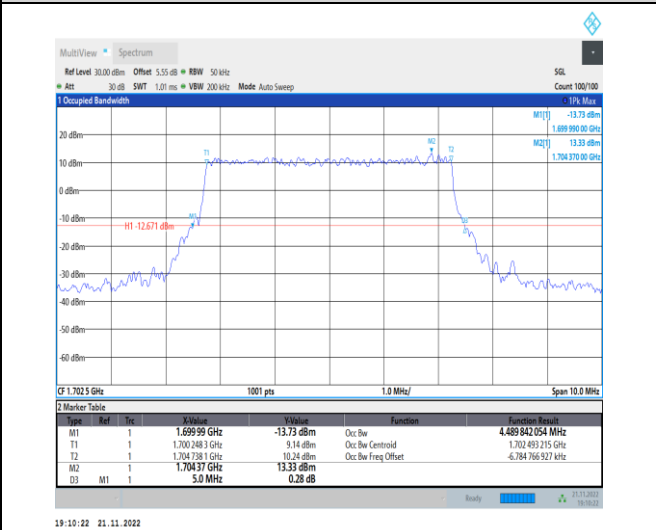 MultiView Spectrum
Ref Level 30.00 dBm Offset 5.55 dB RBW 50 kHz SGL
Att 30 dB SWT 1.01 ms VBW 200 kHz Mode Auto Sweep Count 100/100
1 Occupied Bandwidth 1Pk Max
M1[1] -13.73 dBm
1.699 990 00 GHz
M2[1] 13.33 dBm
1.704 370 00 GHz
20 dBm
M2
T1 T2
10 dBm
0 dBm
-10 dBm
M1
D3
H1 -12.671 dBm
-20 dBm
-30 dBm
-40 dBm
-50 dBm
-60 dBm
CF 1.702 5 GHz 1001 pts 1.0 MHz/ Span 10.0 MHz
2 Marker Table
Type Ref Trc X-Value Y-Value Function Function Result
M1 1 1.699 99 GHz -13.73 dBm Occ Bw 4.489 842 054 MHz
T1 1 1.700 248 3 GHz 9.14 dBm Occ Bw Centroid 1.702 493 215 GHz
T2 1 1.704 738 1 GHz 10.24 dBm Occ Bw Freq Offset -6.784 766 927 kHz
M2 1 1.704 37 GHz 13.33 dBm
D3 M1 1 5.0 MHz 0.28 dB
Ready 21.11.2022
19:10:22
19:10:22 21.11.2022